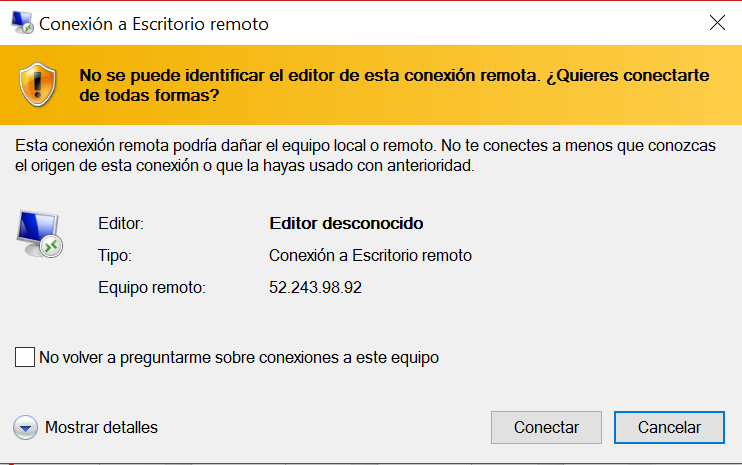 Conexión a Escritorio remoto
No se puede identificar el editor de esta conexión remota. ¿Quieres conectarte
de todas formas?
Esta conexión remota podría dañar el equipo local o remoto. No te conectes a menos que conozcas
el origen de esta conexión o que la hayas usado con anterioridad.
Editor: Editor desconocido
Tipo: Conexión a Escritorio remoto
Equipo remoto: 52.243.98.92
No volver a preguntarme sobre conexiones a este equipo
Mostrar detalles Conectar Cancelar